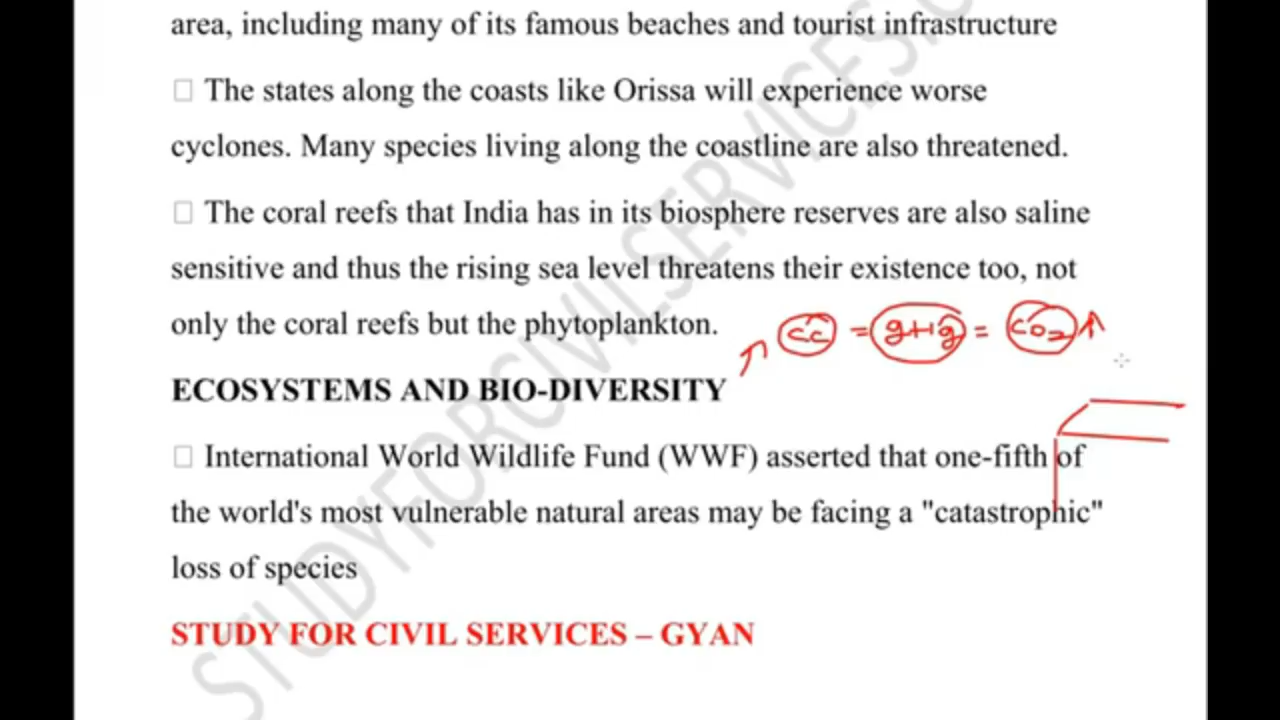 area, including many of its famous beaches and tourist infrastructure
The states along the coasts like Orissa will experience worse
cyclones. Many species living along the coastline are also threatened.
The coral reefs that India has in its biosphere reserves are also saline
sensitive and thus the rising sea level threatens their existence too, not
only the coral reefs but the phytoplankton.
↑ CC = gHg = CO2 ↑
ECOSYSTEMS AND BIO-DIVERSITY
International World Wildlife Fund (WWF) asserted that one-fifth of
the world's most vulnerable natural areas may be facing a "catastrophic"
loss of species
STUDY FOR CIVIL SERVICES – GYAN
STUDYFORCIVILSERVICES.